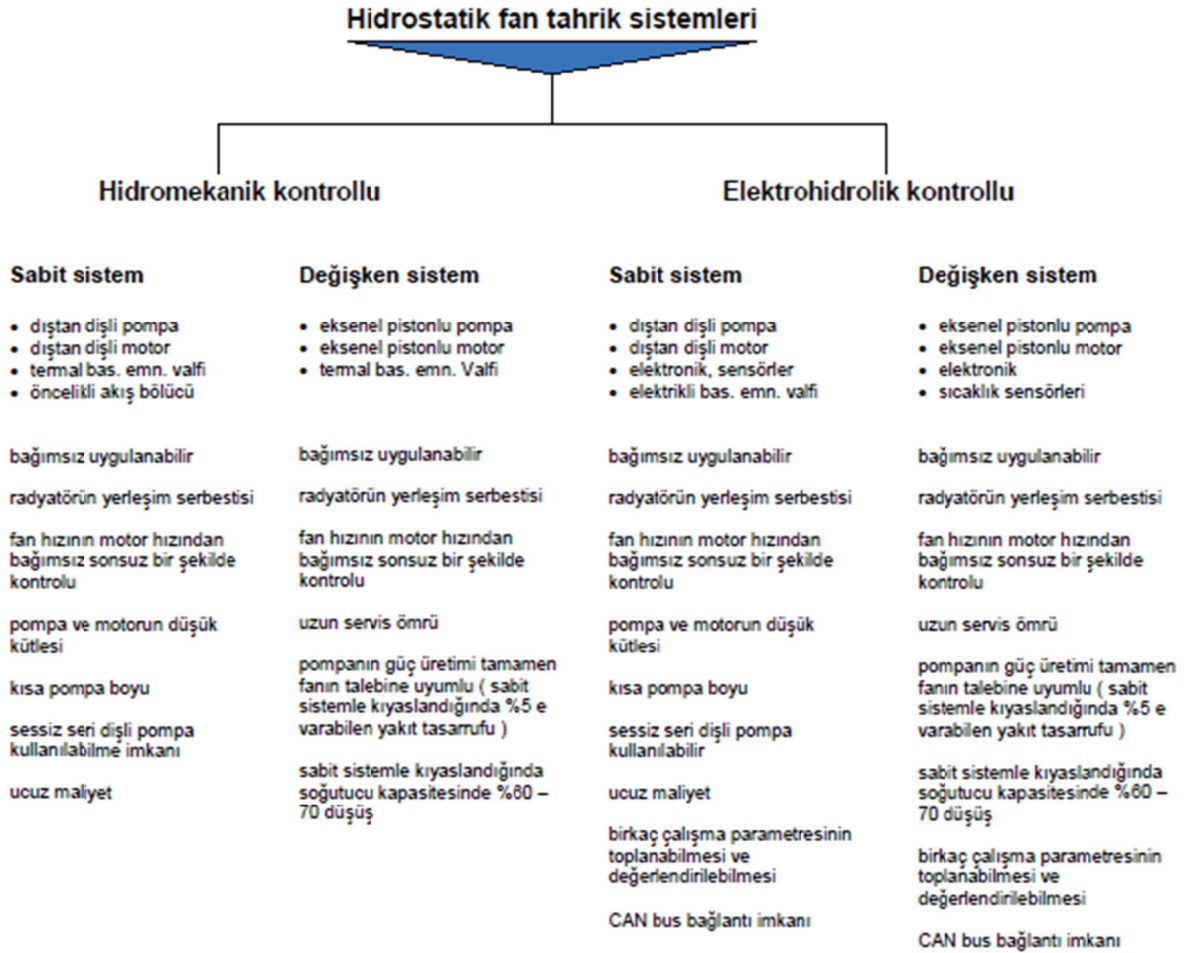 Hidrostatik fan tahrik sistemleri
Hidromekanik kontrollu
Elektrohidrolik kontrollu
Sabit sistem
• dıştan dişli pompa
• dıştan dişli motor
• termal bas. emn. valfi
• öncelikli akış bölücü
bağımsız uygulanabilir
radyatörün yerleşim serbestisi
fan hızının motor hızından
bağımsız sonsuz bir şekilde
kontrolu
pompa ve motorun düşük
kütlesi
kısa pompa boyu
sessiz seri dişli pompa
kullanılabilme imkanı
ucuz maliyet
Değişken sistem
• eksenel pistonlu pompa
• eksenel pistonlu motor
• termal bas. emn. Valfi
bağımsız uygulanabilir
radyatörün yerleşim serbestisi
fan hızının motor hızından
bağımsız sonsuz bir şekilde
kontrolu
uzun servis ömrü
pompanın güç üretimi tamamen
fanın talebine uyumlu ( sabit
sistemle kıyaslandığında %5 e
varabilen yakıt tasarrufu )
sabit sistemle kıyaslandığında
soğutucu kapasitesinde %60 –
70 düşüş
Sabit sistem
• dıştan dişli pompa
• dıştan dişli motor
• elektronik, sensörler
• elektrikli bas. emn. valfi
bağımsız uygulanabilir
radyatörün yerleşim serbestisi
fan hızının motor hızından
bağımsız sonsuz bir şekilde
kontrolu
pompa ve motorun düşük
kütlesi
kısa pompa boyu
sessiz seri dişli pompa
kullanılabilir
ucuz maliyet
birkaç çalışma parametresinin
toplanabilmesi ve
değerlendirilebilmesi
CAN bus bağlantı imkanı
Değişken sistem
• eksenel pistonlu pompa
• eksenel pistonlu motor
• elektronik
• sıcaklık sensörleri
bağımsız uygulanabilir
radyatörün yerleşim serbestisi
fan hızının motor hızından
bağımsız sonsuz bir şekilde
kontrolu
uzun servis ömrü
pompanın güç üretimi tamamen
fanın talebine uyumlu ( sabit
sistemle kıyaslandığında %5 e
varabilen yakıt tasarrufu )
sabit sistemle kıyaslandığında
soğutucu kapasitesinde %60 –
70 düşüş
birkaç çalışma parametresinin
toplanabilmesi ve
değerlendirilebilmesi
CAN bus bağlantı imkanı